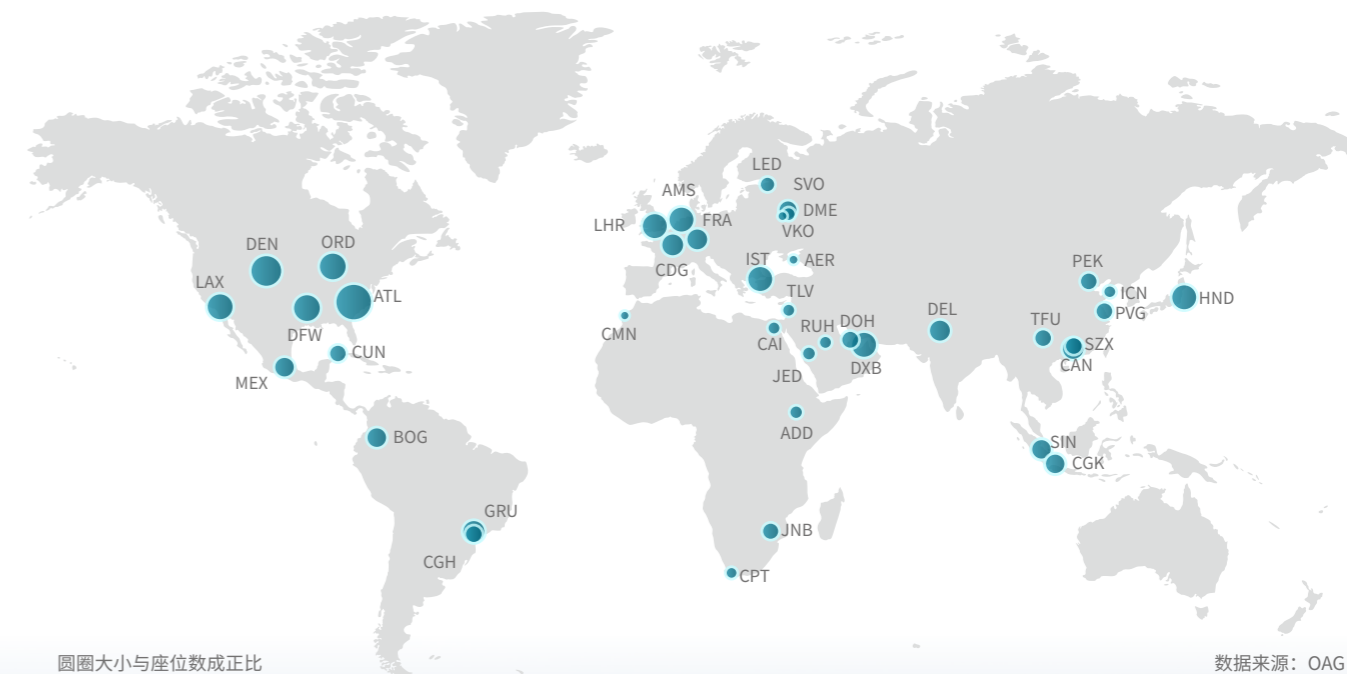 LED
SVO
AMS
DME
LHR
FRA
VKO
DEN
ORD
CDG
IST
AER
PEK
LAX
TLV
ICN
ATL
HND
DEL
PVG
CMN
RUH
DOH
TFU
DFW
CAI
SZX
CUN
DXB
CAN
MEX
JED
ADD
BOG
SIN
CGK
GRU
JNB
CGH
CPT
圆圈大小与座位数成正比
数据来源：OAG